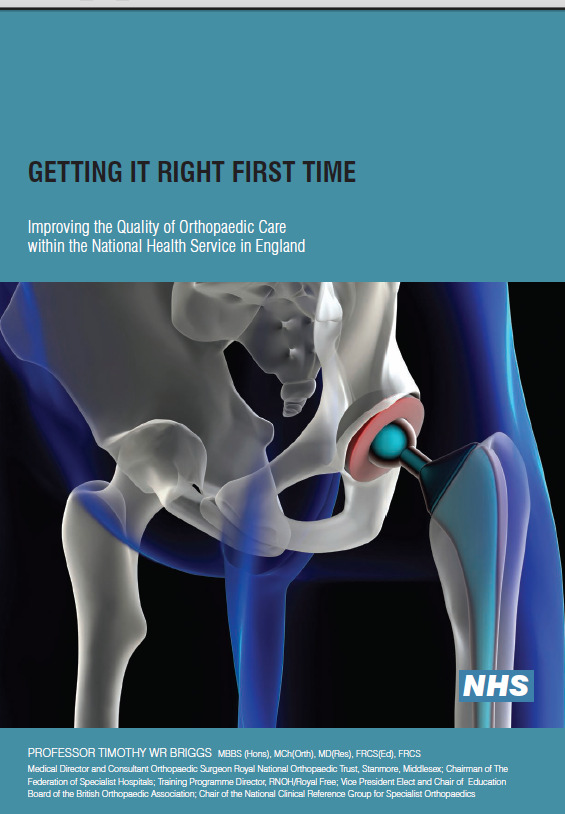 GETTING IT RIGHT FIRST TIME
Improving the Quality of Orthopaedic Care
within the National Health Service in England
NHS
PROFESSOR TIMOTHY WR BRIGGS MBBS (Hons), MCh(Orth), MD(Res), FRCS(Ed), FRCS
Medical Director and Consultant Orthopaedic Surgeon Royal National Orthopaedic Trust, Stanmore, Middlesex; Chairman of The
Federation of Specialist Hospitals; Training Programme Director, RNOH/Royal Free; Vice President Elect and Chair of Education
Board of the British Orthopaedic Association; Chair of the National Clinical Reference Group for Specialist Orthopaedics